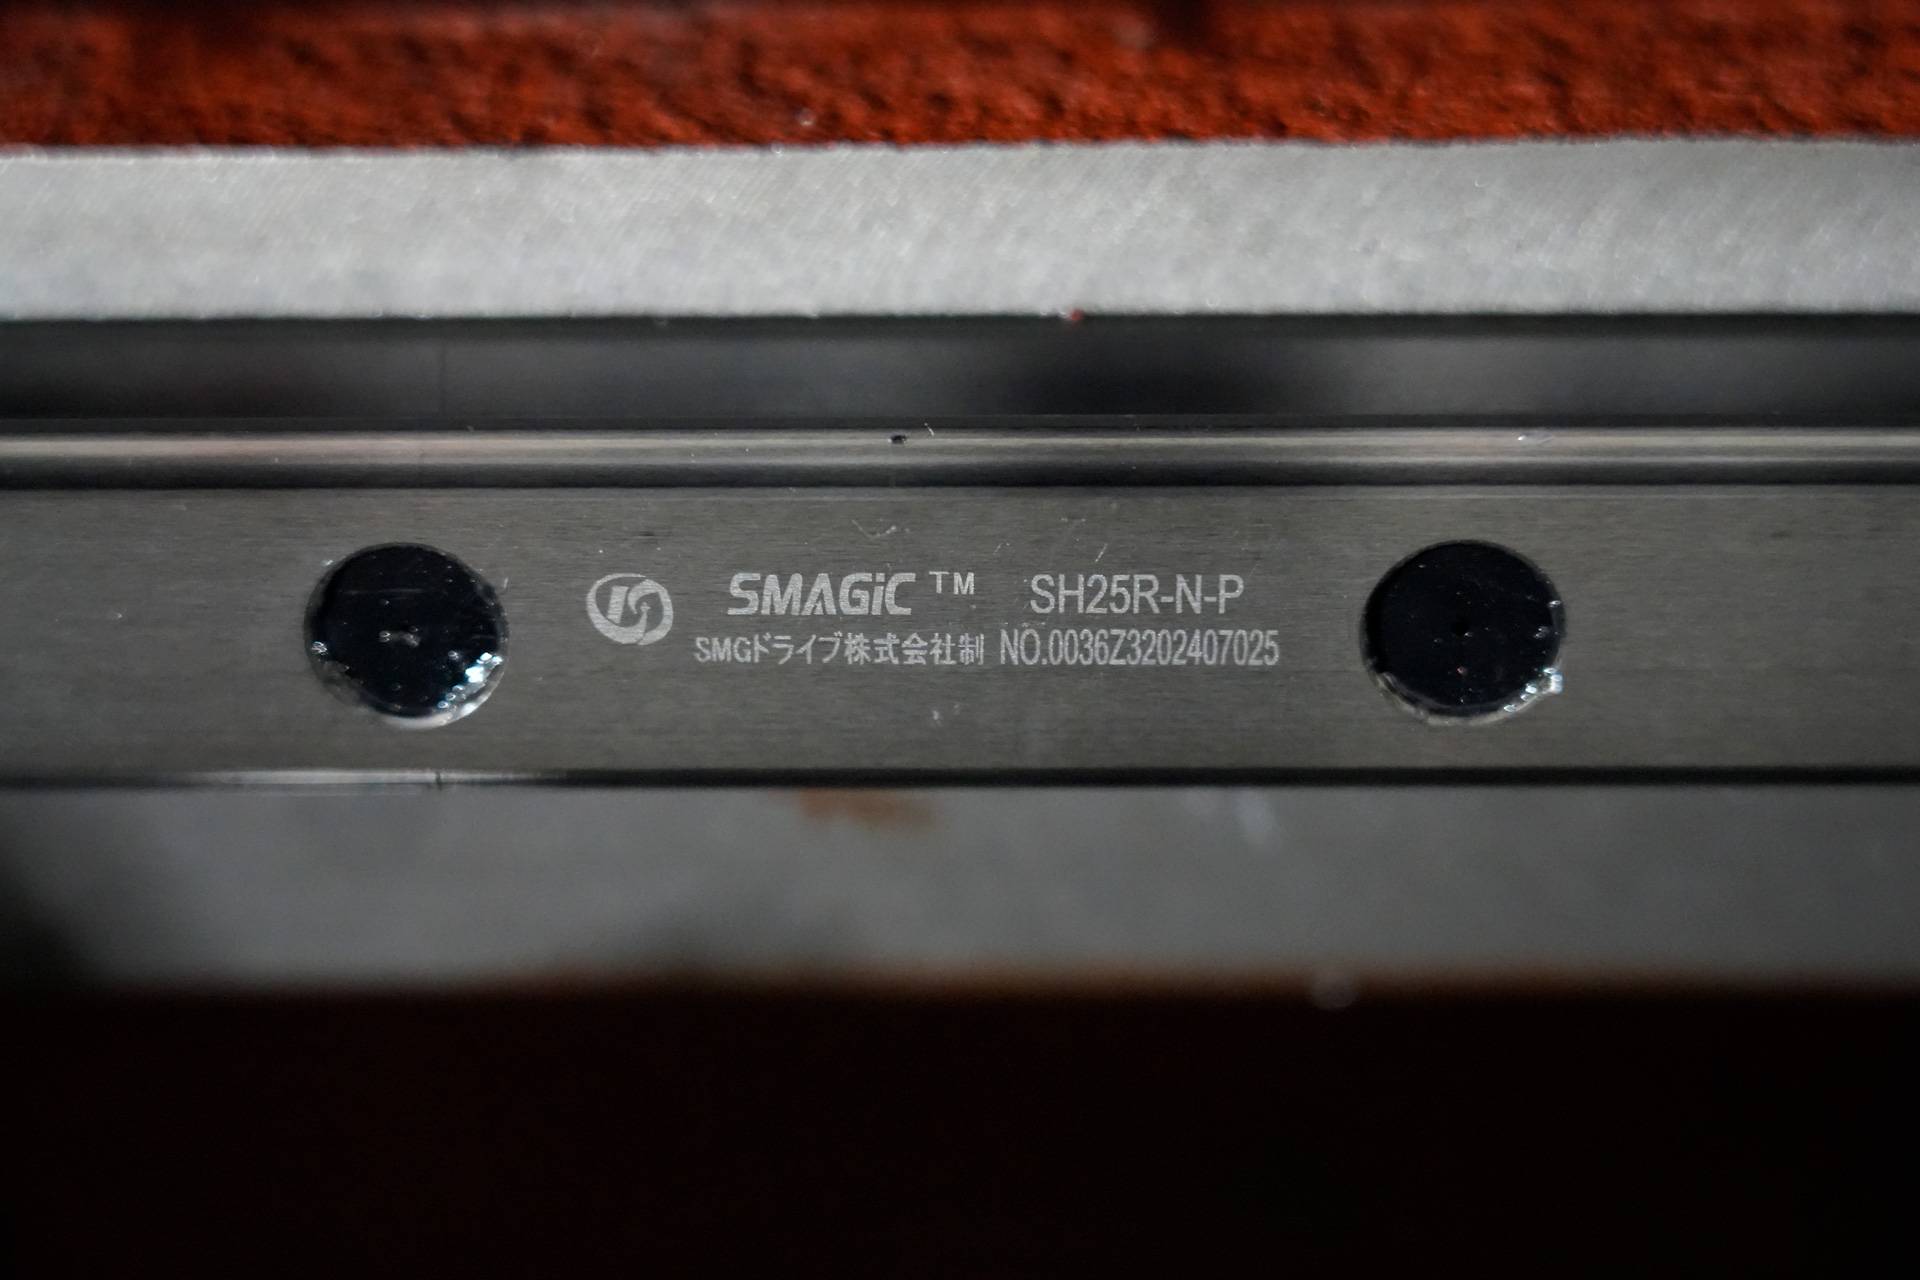 SMAGiC ™ SH25R-N-P
SMGドライブ株式会社制 NO.0036Z3202407025